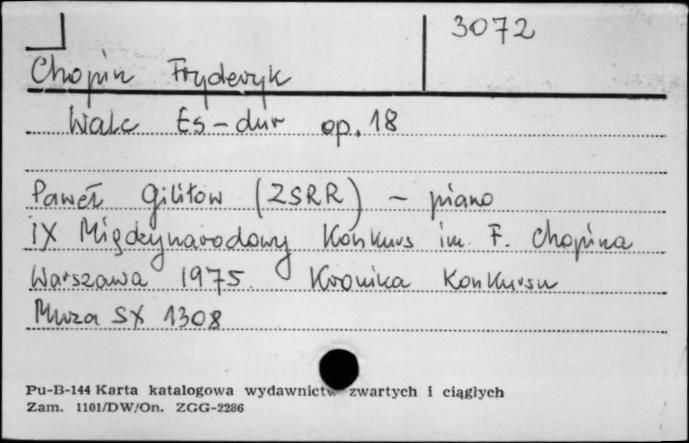 3072
Chopin Fryderyk
Walc Es-dur op. 18
Paweł Giliłow (ZSRR) - piano
IX Międzynarodowy Konkurs im. F. Chopina
Warszawa 1975. Kronika Konkursu
Muza SX 1308
Pu-B-144 Karta katalogowa wydawnictw zwartych i ciągłych
Zam. 1101/DW/On. ZGG-2286